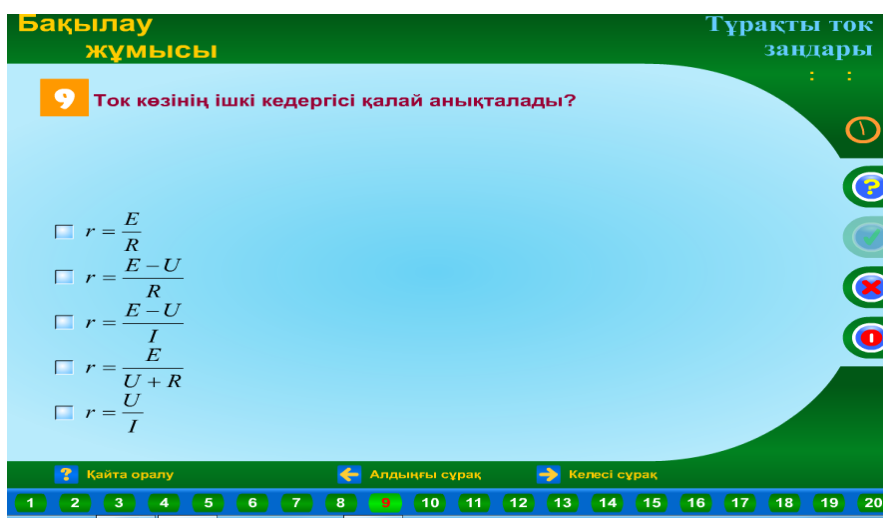 Бақылау
жұмысы
Тұрақты ток
заңдары
: :
9 Ток көзінің ішкі кедергісі қалай анықталады?
r = E/R
r = (E − U)/R
r = (E − U)/I
r = E/(U + R)
r = U/I
? Қайта оралу Алдыңғы сұрақ Келесі сұрақ
1 2 3 4 5 6 7 8 9 10 11 12 13 14 15 16 17 18 19 20